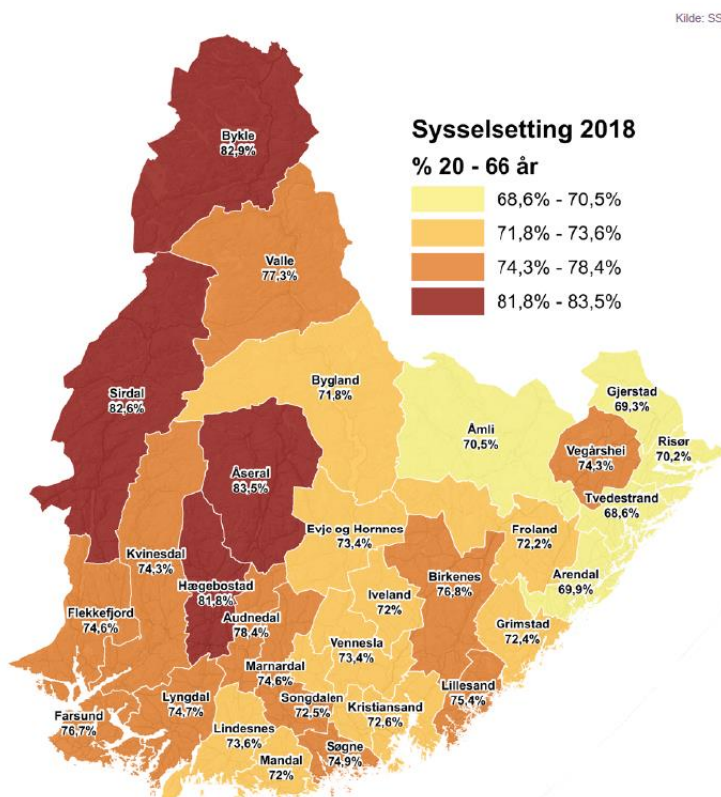 Kilde: SS
Sysselsetting 2018
% 20 - 66 år
68,6% - 70,5%
71,8% - 73,6%
74,3% - 78,4%
81,8% - 83,5%
Bykle
82,9%
Valle
77,3%
Sirdal
82,6%
Bygland
71,8%
Gjerstad
69,3%
Åmli
70,5%
Vegårshei
74,3%
Risør
70,2%
Åseral
83,5%
Tvedestrand
68,6%
Evje og Hornnes
73,4%
Froland
72,2%
Kvinesdal
74,3%
Hægebostad
81,8%
Birkenes
76,8%
Arendal
69,9%
Iveland
72%
Flekkefjord
74,6%
Audnedal
78,4%
Grimstad
72,4%
Vennesla
73,4%
Marnardal
74,6%
Lillesand
75,4%
Lyngdal
74,7%
Songdalen
72,5%
Kristiansand
72,6%
Farsund
76,7%
Lindesnes
73,6%
Søgne
74,9%
Mandal
72%